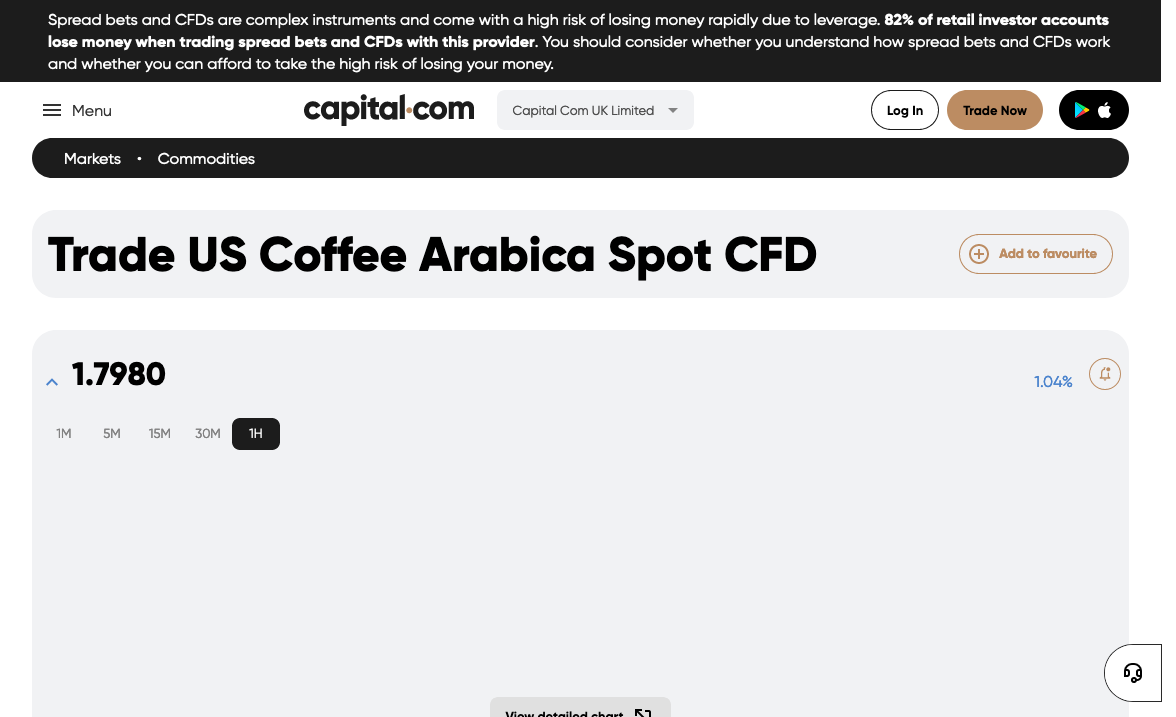 Spread bets and CFDs are complex instruments and come with a high risk of losing money rapidly due to leverage. 82% of retail investor accounts
lose money when trading spread bets and CFDs with this provider. You should consider whether you understand how spread bets and CFDs work
and whether you can afford to take the high risk of losing your money.
Menu
capital.com
Capital Com UK Limited
Log In
Trade Now
Markets • Commodities
Trade US Coffee Arabica Spot CFD
Add to favourite
1.7980
1.04%
1M 5M 15M 30M 1H
View detailed chart